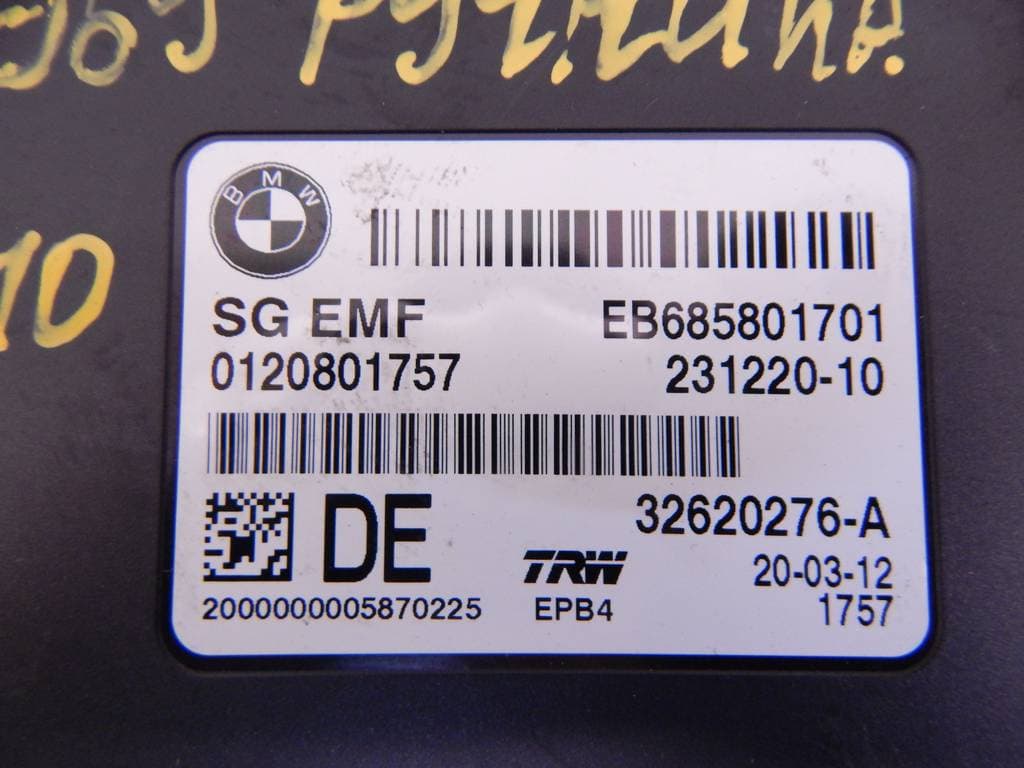 BMW
SG EMF EB685801701
0120801757 231220-10
DE 32620276-A
TRW 20-03-12
2000000005870225 EPB4 1757
10